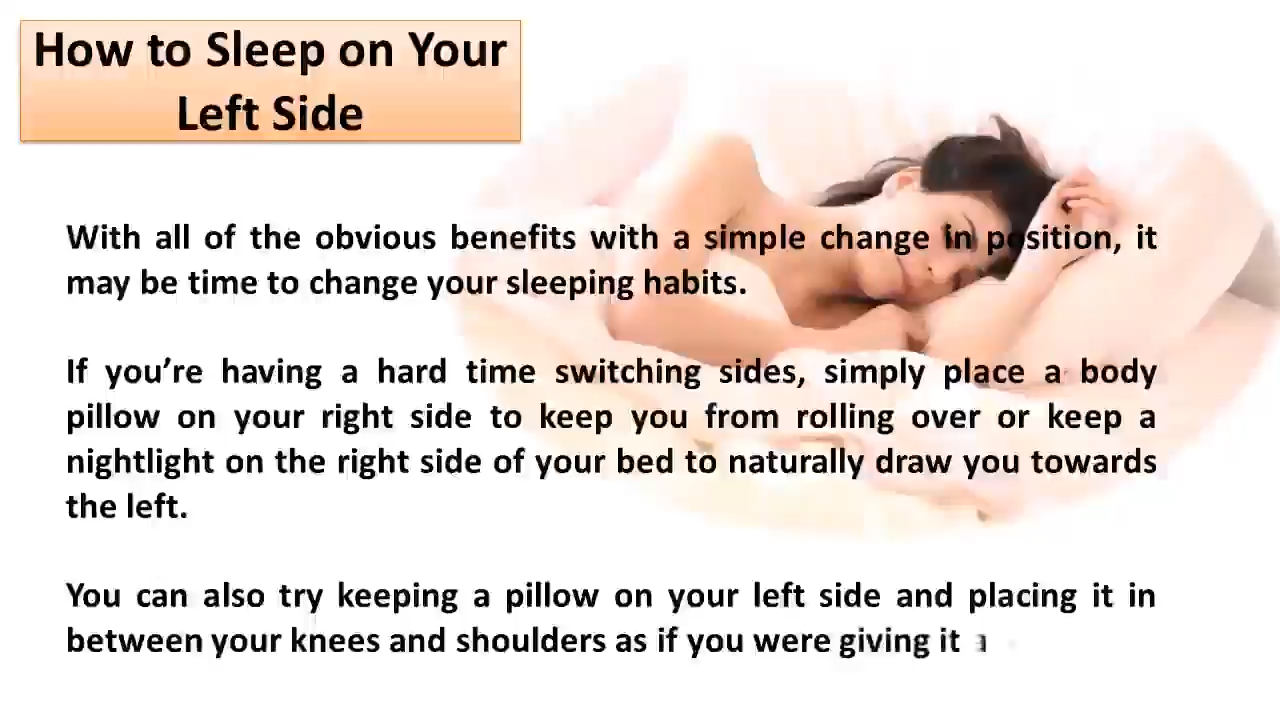 How to Sleep on Your
Left Side
With all of the obvious benefits with a simple change in position, it
may be time to change your sleeping habits.
If you’re having a hard time switching sides, simply place a body
pillow on your right side to keep you from rolling over or keep a
nightlight on the right side of your bed to naturally draw you towards
the left.
You can also try keeping a pillow on your left side and placing it in
between your knees and shoulders as if you were giving it a